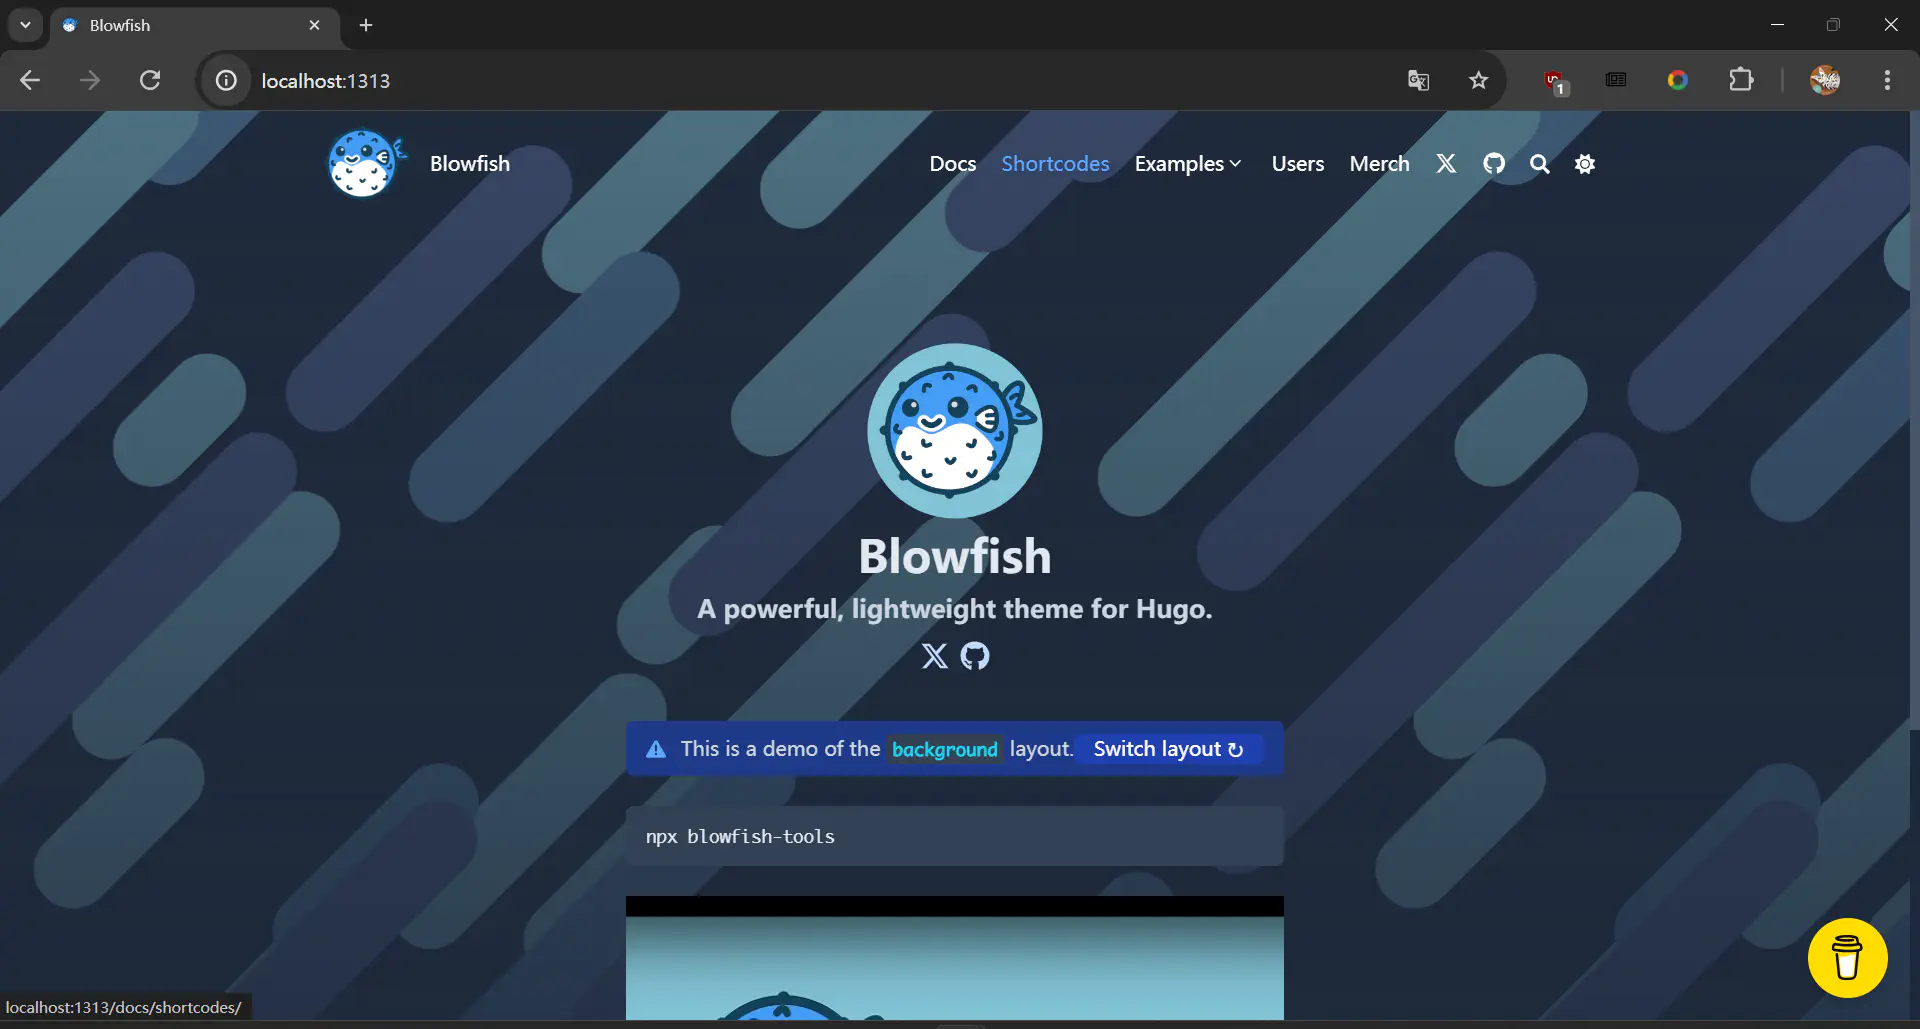 Blowfish
localhost:1313
1
Blowfish
Docs Shortcodes Examples Users Merch
Blowfish
A powerful, lightweight theme for Hugo.
This is a demo of the background layout. Switch layout ↻
npx blowfish-tools
localhost:1313/docs/shortcodes/